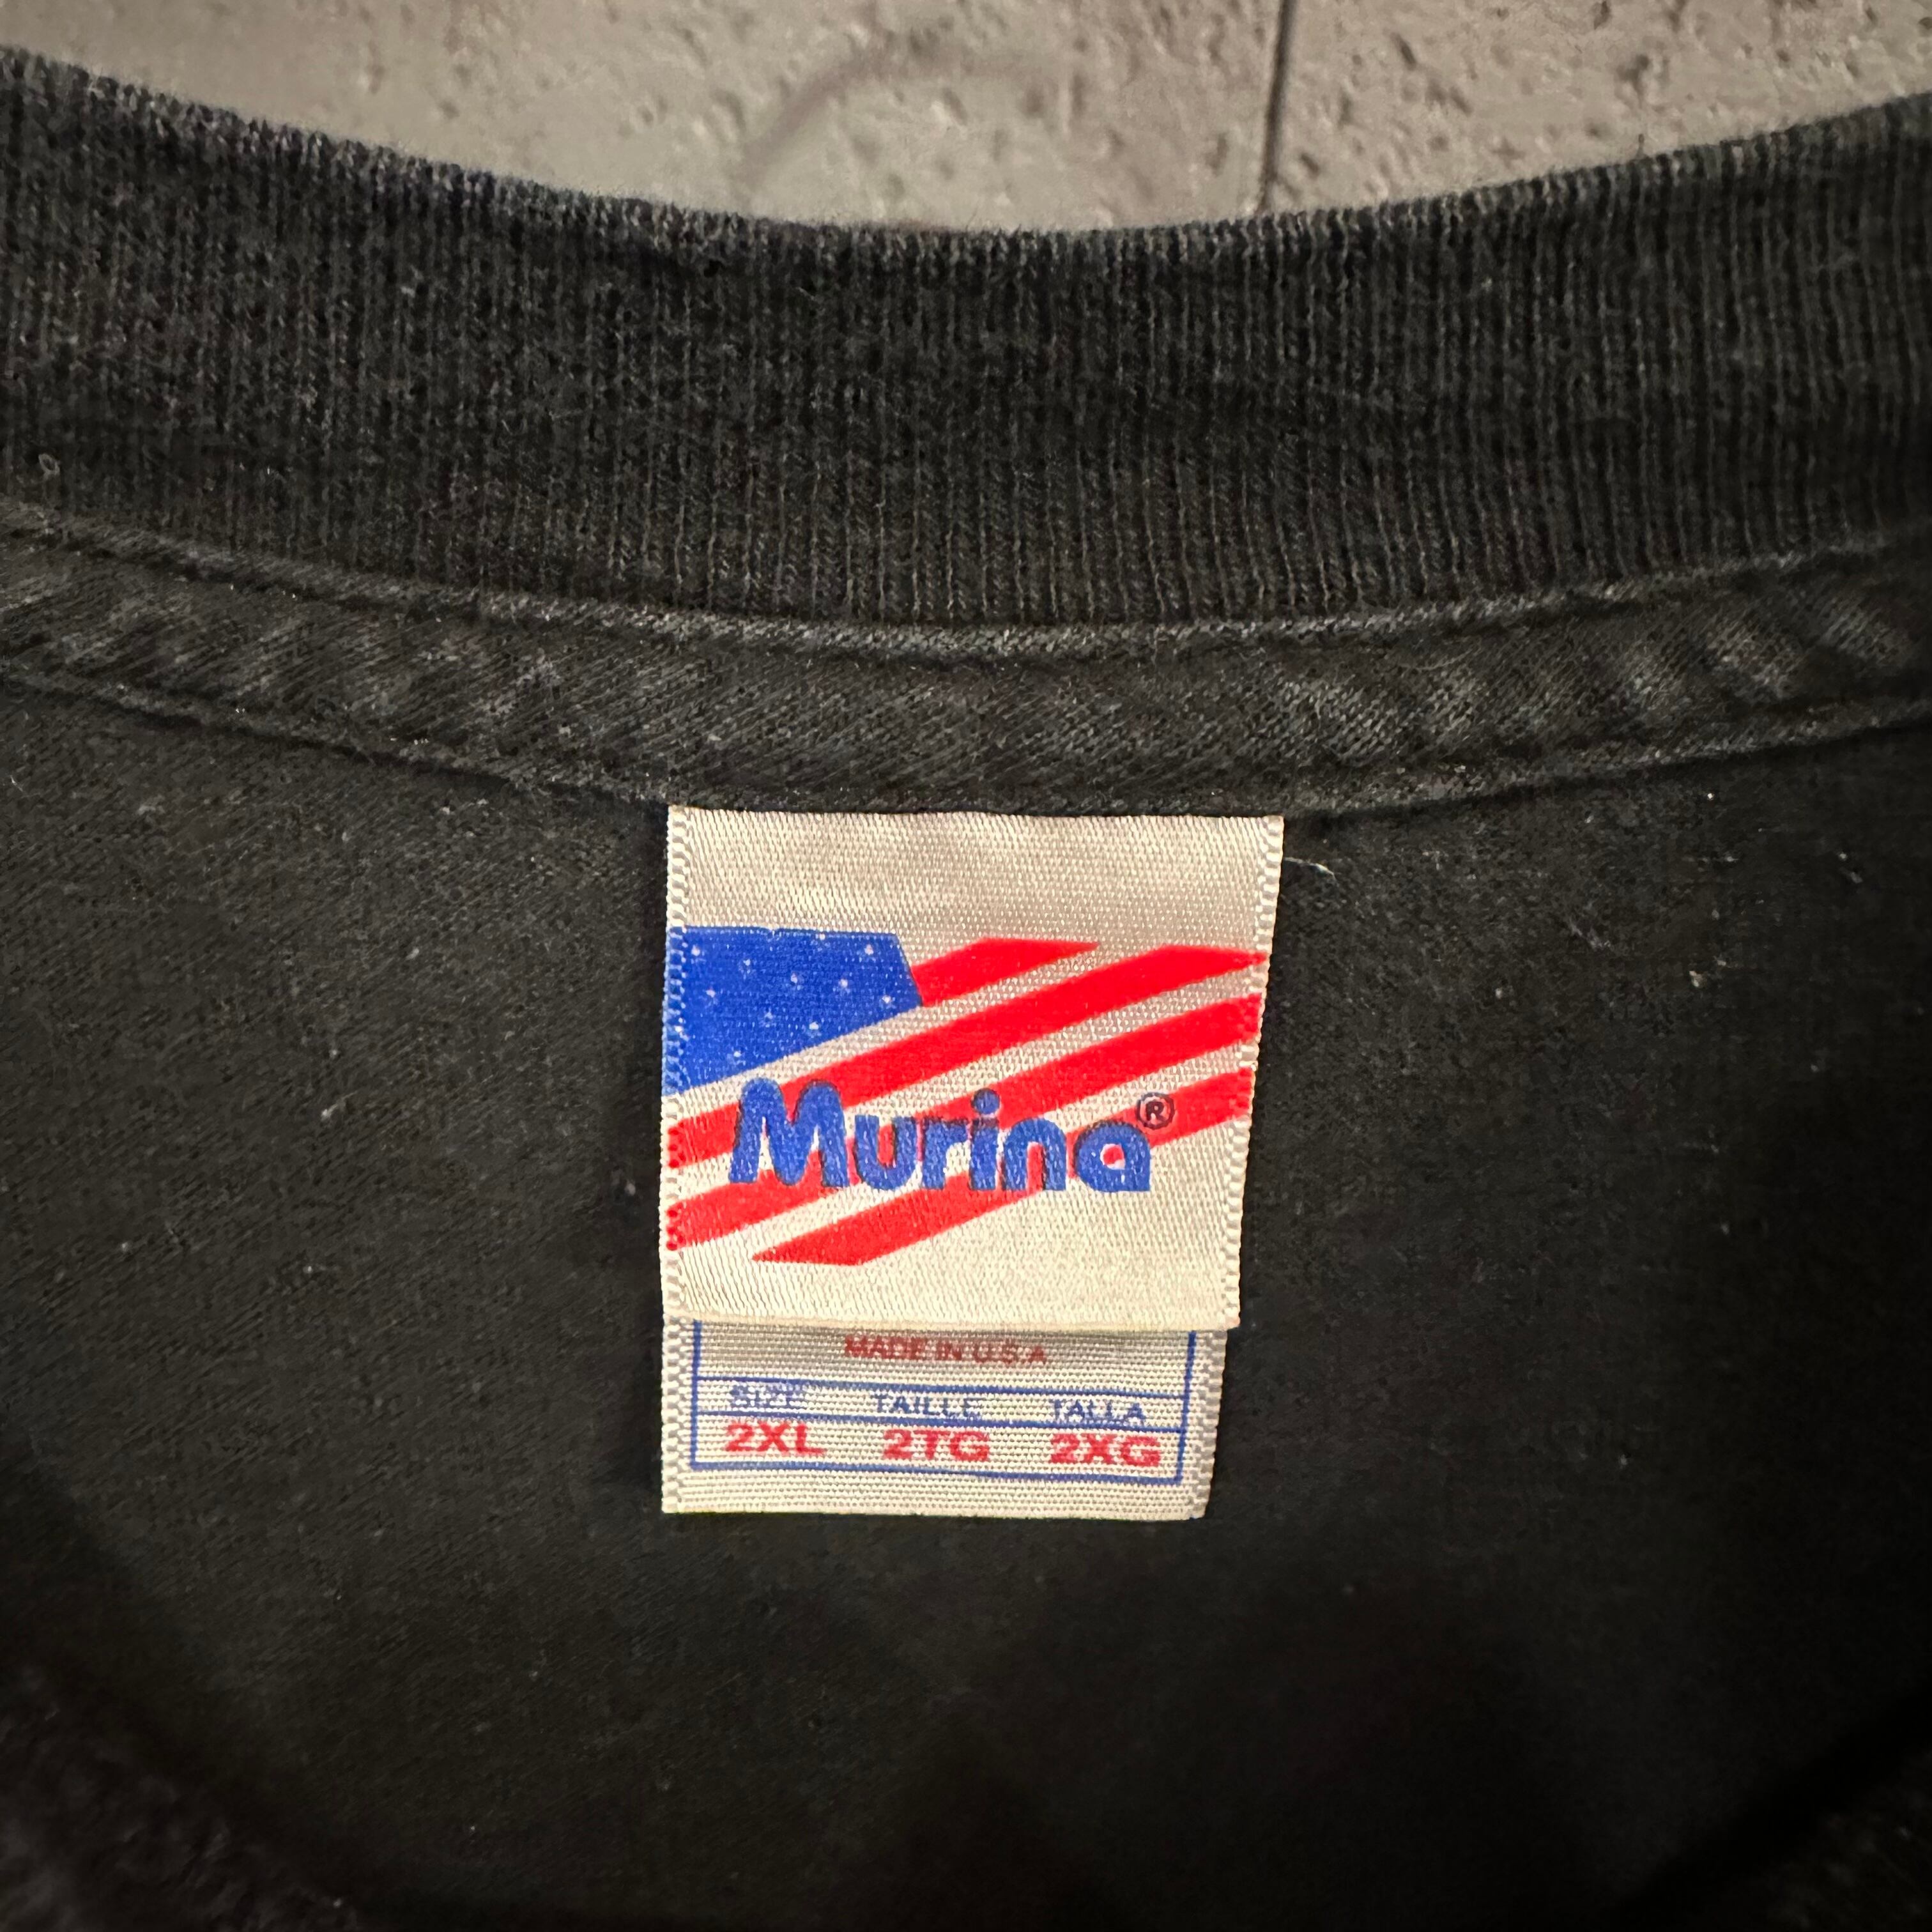 Murina®
MADE IN U.S.A
SIZE TAILLE TALLA
2XL 2TG 2XG